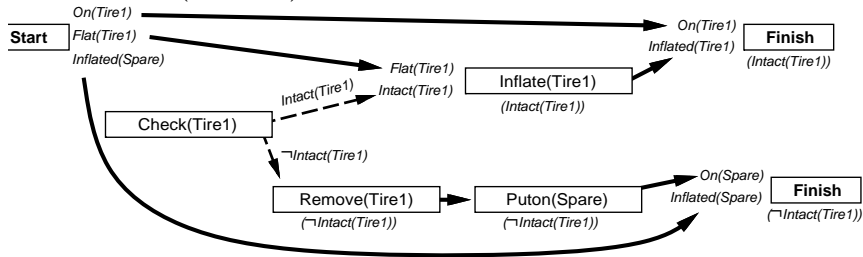 On(Tire1)
Start
Flat(Tire1)
Inflated(Spare)
On(Tire1)
Inflated(Tire1)
Finish
(Intact(Tire1))
Flat(Tire1)
Intact(Tire1)
Inflate(Tire1)
(Intact(Tire1))
Intact(Tire1)
Check(Tire1)
¬Intact(Tire1)
Remove(Tire1)
(¬Intact(Tire1))
Puton(Spare)
(¬Intact(Tire1))
On(Spare)
Inflated(Spare)
Finish
(¬Intact(Tire1))